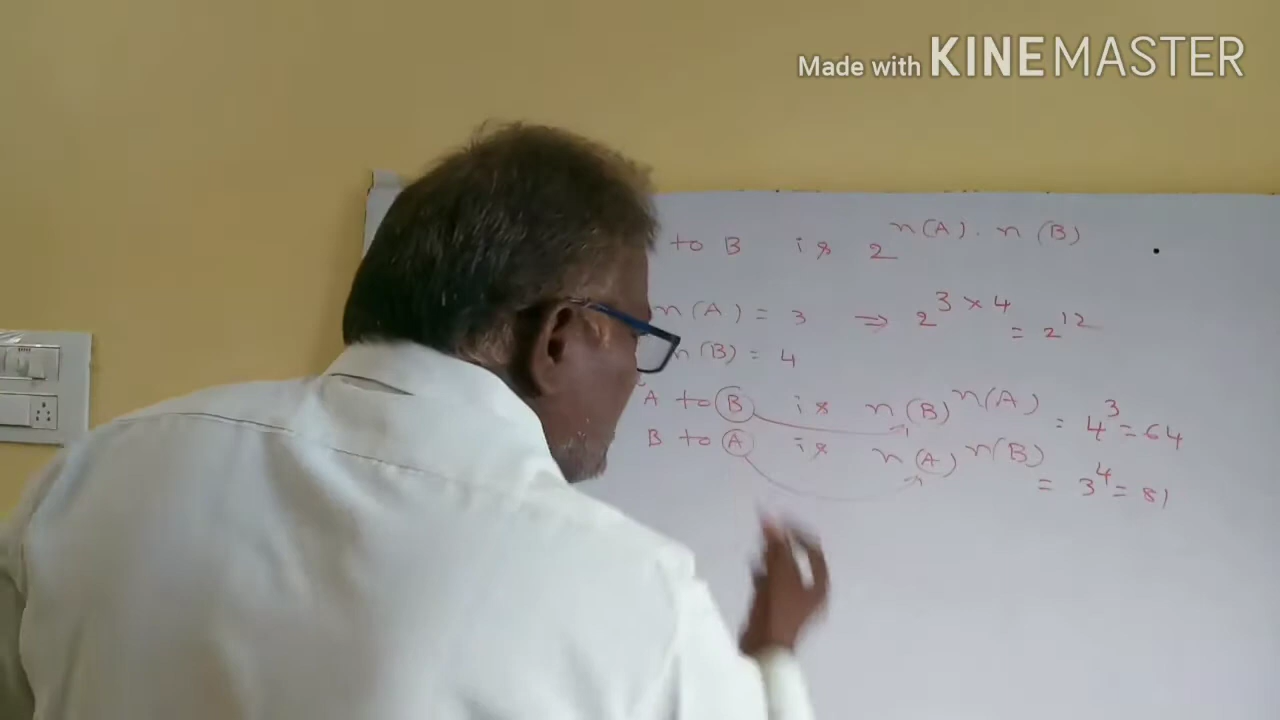 Made with KINEMASTER
to B is 2^n(A).n(B)
n(A) = 3 ⇒ 2^3×4 = 2^12
n(B) = 4
A to B is n(B)^n(A) = 4^3 = 64
B to A is n(A)^n(B) = 3^4 = 81